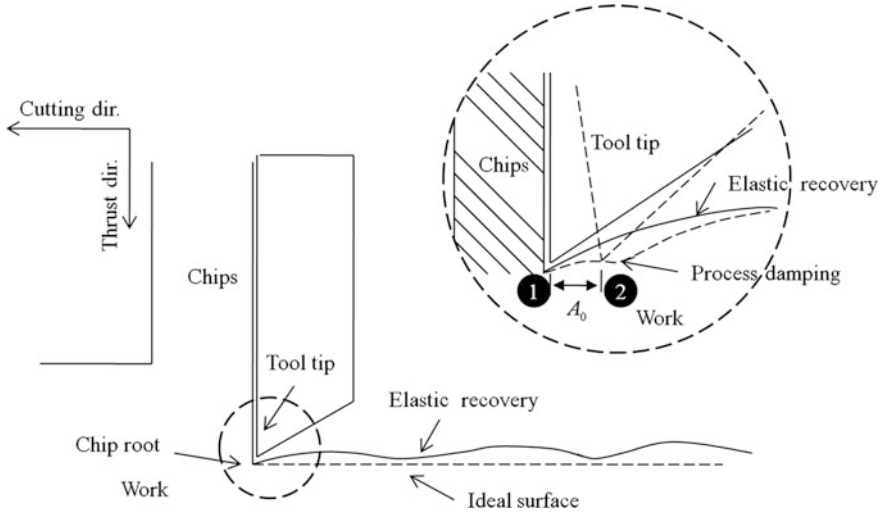 Cutting dir.
Thrust dir.
Chips
Tool tip
Chip root
Work
Elastic recovery
Ideal surface
Chips
Tool tip
Elastic recovery
Process damping
1
2
A₀
Work